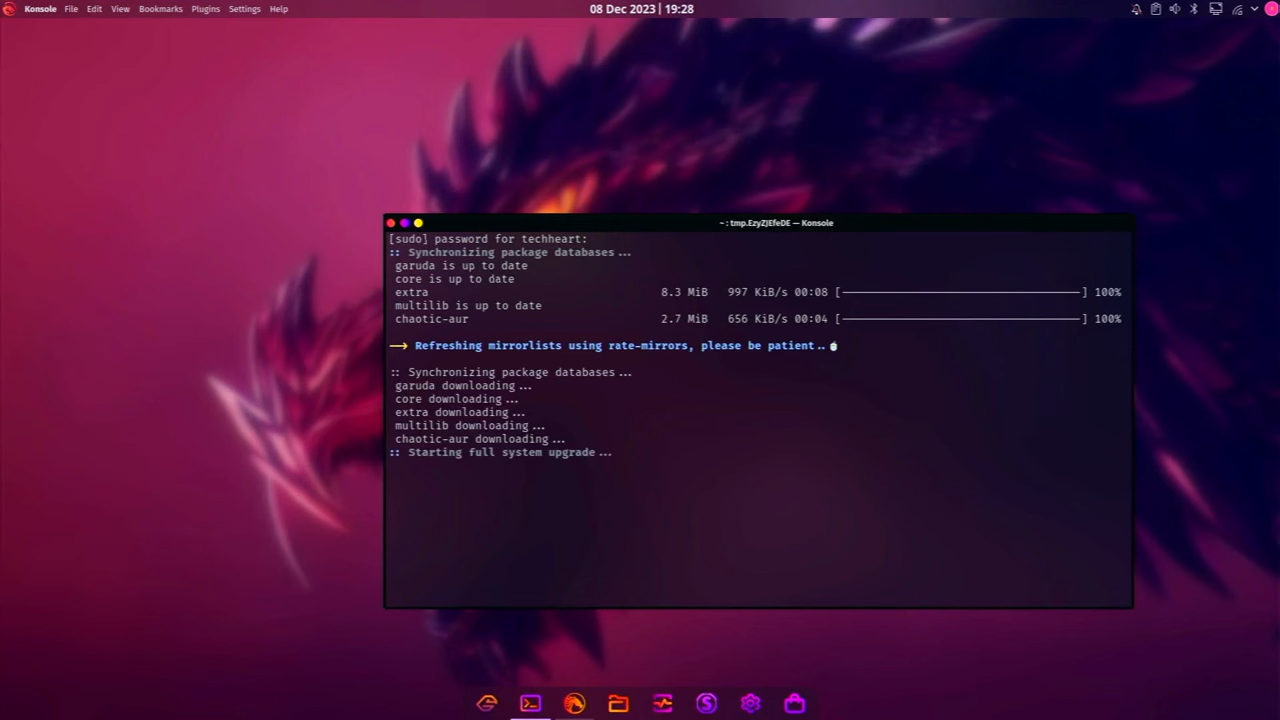 Konsole File Edit View Bookmarks Plugins Settings Help
08 Dec 2023 | 19:28
~ : tmp.EzyZJEfeDE — Konsole
[sudo] password for techheart:
:: Synchronizing package databases...
garuda is up to date
core is up to date
extra 8.3 MiB 997 KiB/s 00:08 [————————————————————] 100%
multilib is up to date
chaotic-aur 2.7 MiB 656 KiB/s 00:04 [————————————————————] 100%
—> Refreshing mirrorlists using rate-mirrors, please be patient..🍵
:: Synchronizing package databases...
garuda downloading...
core downloading...
extra downloading...
multilib downloading...
chaotic-aur downloading...
:: Starting full system upgrade...